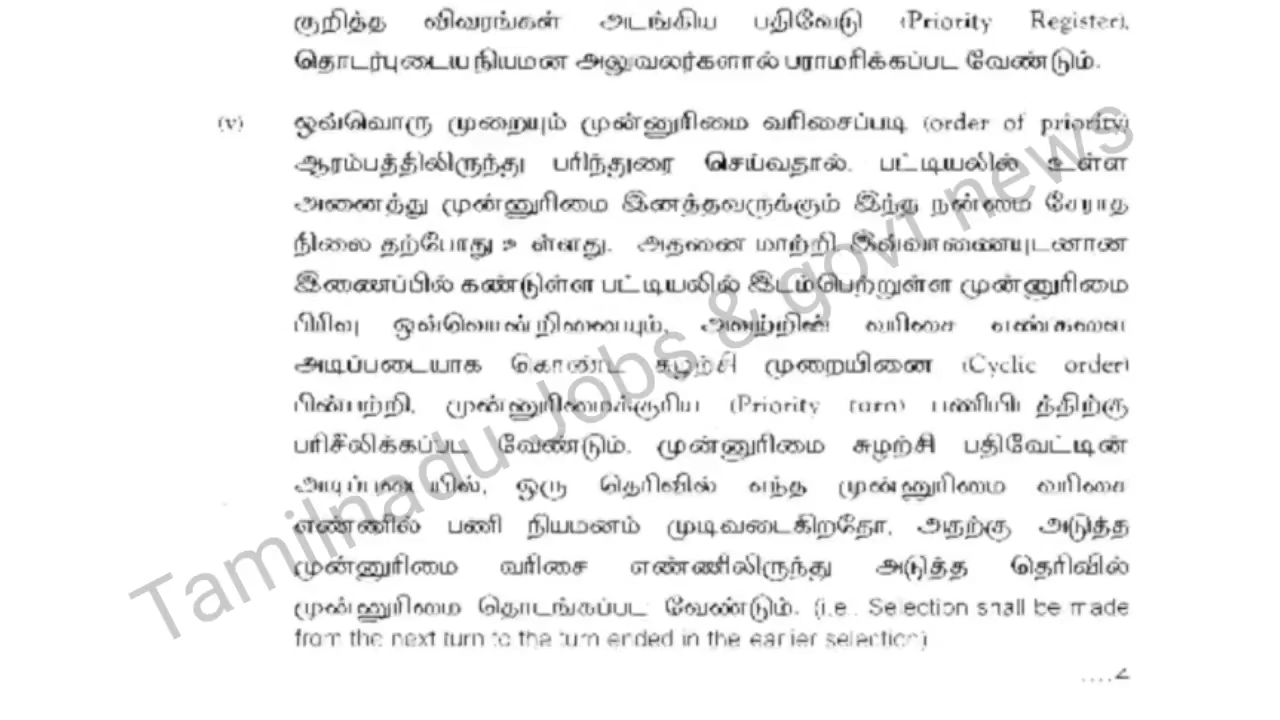 குறித்த விவரங்கள் அடங்கிய பதிவேடு (Priority Register),
தொடர்புடைய நியமன அலுவலர்களால் பராமரிக்கப்பட வேண்டும்.
(v) ஒவ்வொரு முறையும் முன்னுரிமை வரிசைப்படி (order of priority)
ஆரம்பத்திலிருந்து பரிந்துரை செய்வதால், பட்டியலில் உள்ள
அனைத்து முன்னுரிமை இனத்தவருக்கும் இந்த நன்மை சேராத
நிலை தற்போது உள்ளது. அதனை மாற்றி, இவ்வாணையுடனான
இணைப்பில் கண்டுள்ள பட்டியலில் இடம்பெற்றுள்ள முன்னுரிமை
பிரிவு ஒவ்வொன்றினையும், அவற்றின் வரிசை எண்களை
அடிப்படையாக கொண்ட சுழற்சி முறையினை (Cyclic order)
பின்பற்றி, முன்னுரிமைக்குரிய (Priority turn) பணியிடத்திற்கு
பரிசீலிக்கப்பட வேண்டும். முன்னுரிமை சுழற்சி பதிவேட்டின்
அடிப்படையில், ஒரு தெரிவில் எந்த முன்னுரிமை வரிசை
எண்ணில் பணி நியமனம் முடிவடைகிறதோ, அதற்கு அடுத்த
முன்னுரிமை வரிசை எண்ணிலிருந்து அடுத்த தெரிவில்
முன்னுரிமை தொடங்கப்பட வேண்டும். (i.e., Selection shall be made
from the next turn to the turn ended in the earlier selection)
....2
Tamilnadu Jobs & govt news